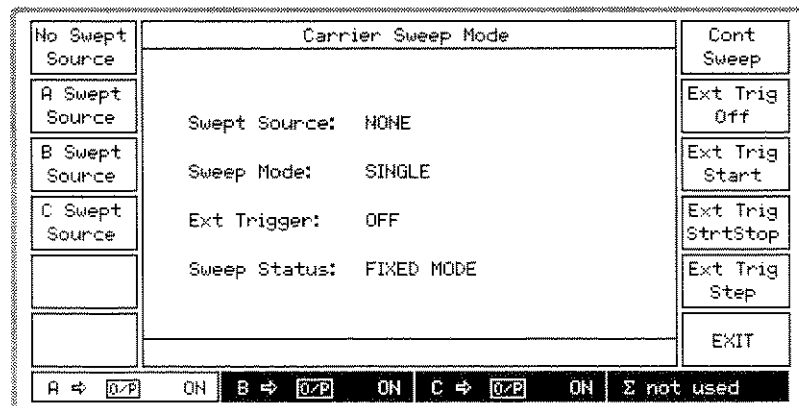 No Swept
Source
A Swept
Source
B Swept
Source
C Swept
Source
Carrier Sweep Mode
Swept Source: NONE
Sweep Mode: SINGLE
Ext Trigger: OFF
Sweep Status: FIXED MODE
Cont
Sweep
Ext Trig
Off
Ext Trig
Start
Ext Trig
StrtStop
Ext Trig
Step
EXIT
A ⇨ O/P ON B ⇨ O/P ON C ⇨ O/P ON Σ not used